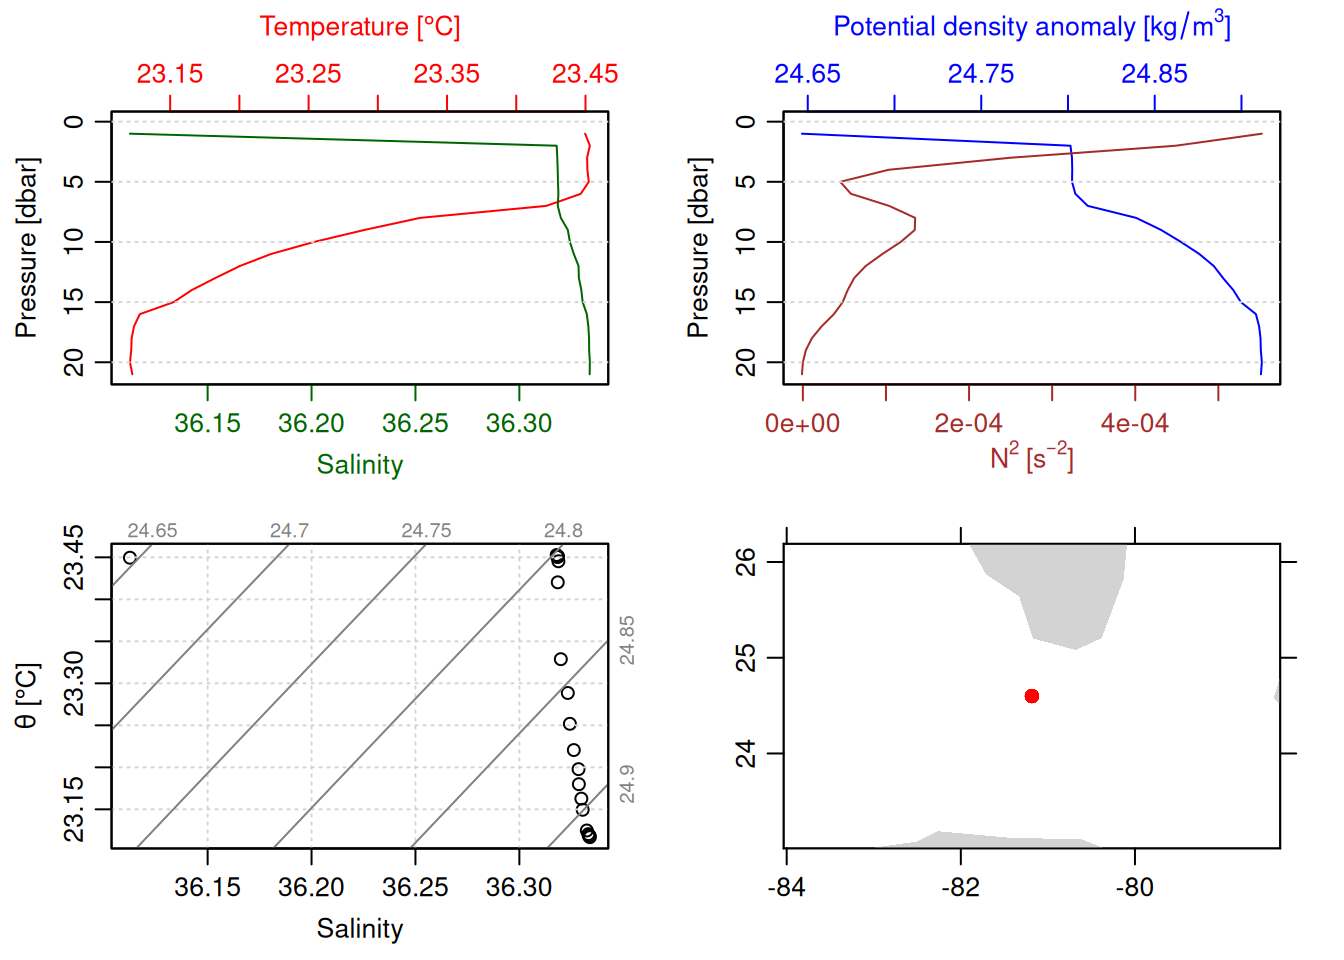 Temperature [°C]
23.15 23.25 23.35 23.45
Pressure [dbar]
0 5 10 15 20
36.15 36.20 36.25 36.30
Salinity
Potential density anomaly [kg/m³]
24.65 24.75 24.85
Pressure [dbar]
0 5 10 15 20
0e+00 2e-04 4e-04
N² [s⁻²]
24.65 24.7 24.75 24.8
24.85
24.9
θ [°C]
23.45 23.30 23.15
36.15 36.20 36.25 36.30
Salinity
26 25 24
-84 -82 -80